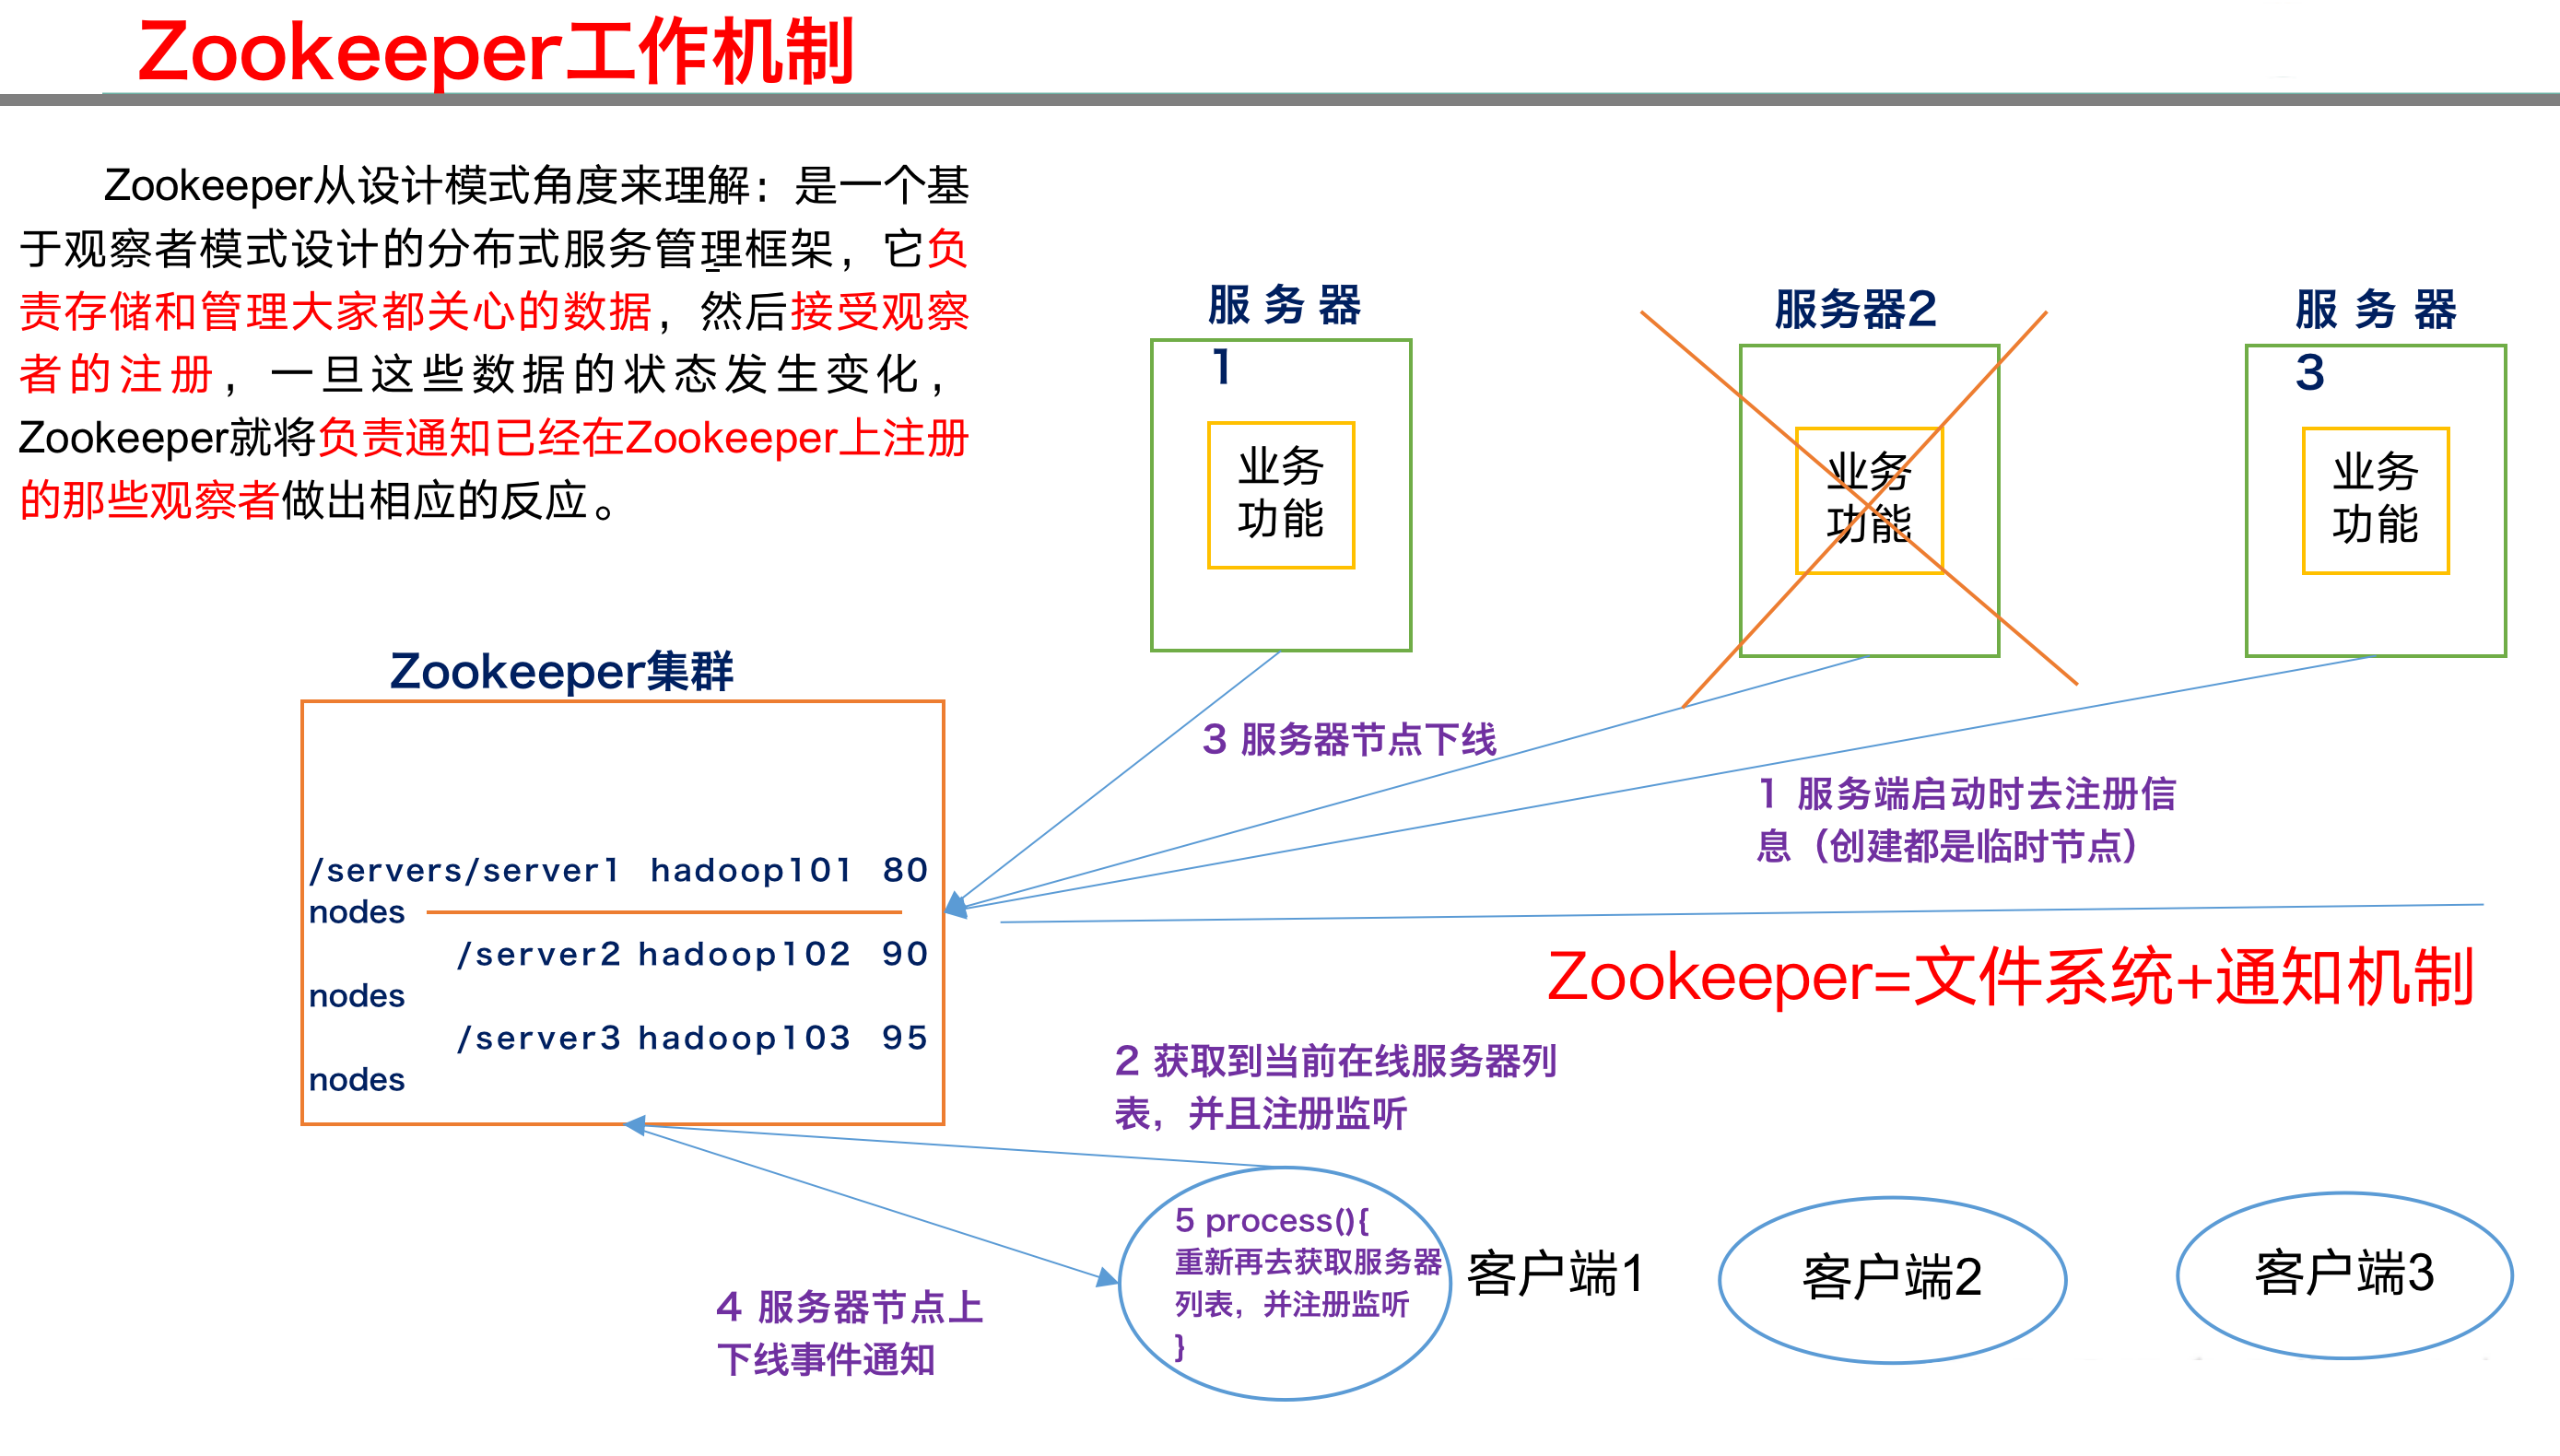 Zookeeper工作机制
Zookeeper从设计模式角度来理解：是一个基
于观察者模式设计的分布式服务管理框架，它负
责存储和管理大家都关心的数据，然后接受观察
者的注册，一旦这些数据的状态发生变化，
Zookeeper就将负责通知已经在Zookeeper上注册
的那些观察者做出相应的反应。
服务器
1
业务
功能
服务器2
业务
功能
服务器
3
业务
功能
Zookeeper集群
/servers/server1 hadoop101 80
nodes
/server2 hadoop102 90
nodes
/server3 hadoop103 95
nodes
3 服务器节点下线
1 服务端启动时去注册信
息（创建都是临时节点）
Zookeeper=文件系统+通知机制
2 获取到当前在线服务器列
表，并且注册监听
5 process(){
重新再去获取服务器
列表，并注册监听
}
客户端1
客户端2
客户端3
4 服务器节点上
下线事件通知